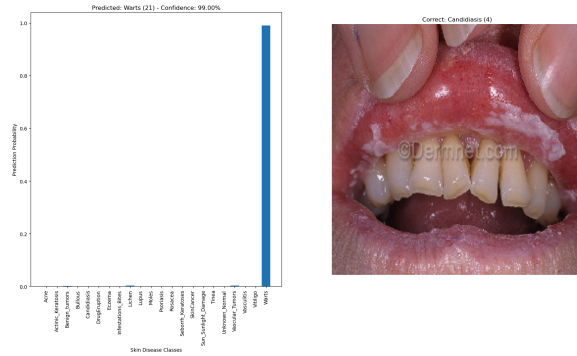 Predicted: Warts (21) - Confidence: 99.00%
Prediction Probability
1.0
0.8
0.6
0.4
0.2
0.0
Acne
Actinic_Keratosis
Benign_tumors
Bullous
Candidiasis
DrugEruption
Eczema
Infestations_Bites
Lichen
Lupus
Moles
Psoriasis
Rosacea
Seborrh_Keratoses
SkinCancer
Sun_Sunlight_Damage
Tinea
Unknown_Normal
Vascular_Tumors
Vasculitis
Vitiligo
Warts
Skin Disease Classes
Correct: Candidiasis (4)
©Dermnet.com